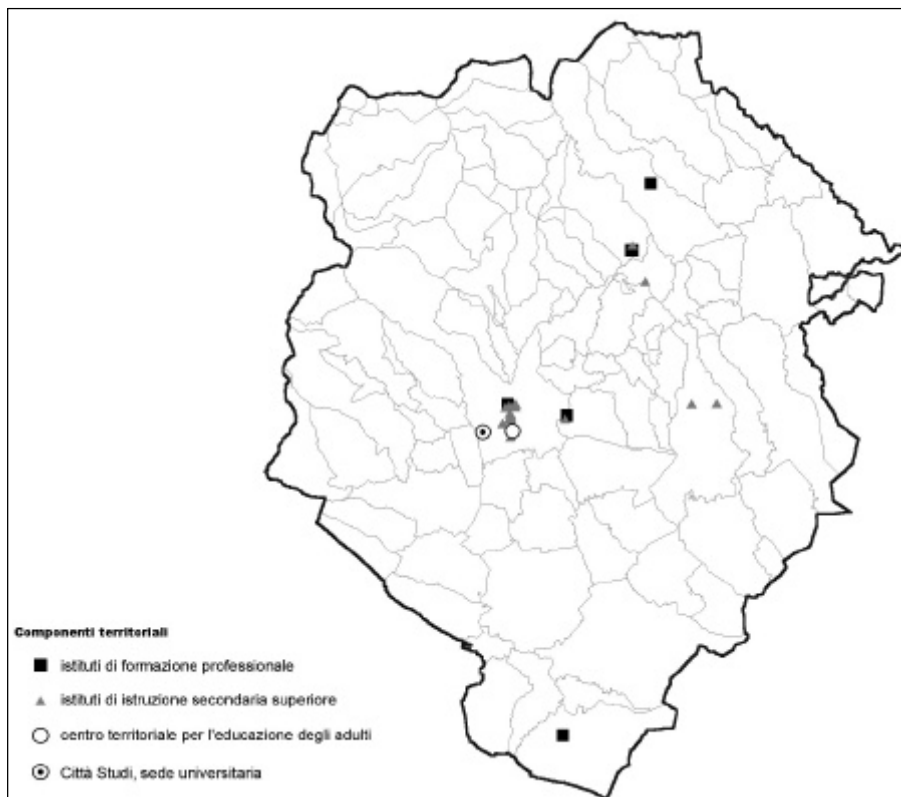 Componenti territoriali
istituti di formazione professionale
istituti di istruzione secondaria superiore
centro territoriale per l'educazione degli adulti
Città Studi, sede universitaria